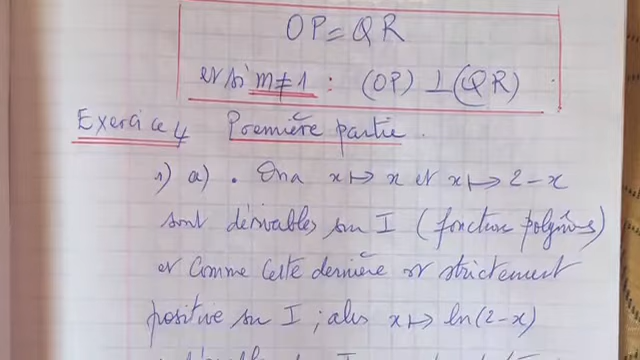 OP = QR
et si m ≠ 1 : (OP) ⊥ (QR)
Exercice 4 Première partie.
1) a) • On a x ↦ x et x ↦ 2-x
sont dérivables sur I (fonction polynômes)
et comme cette dernière est strictement
positive sur I ; alors x ↦ ln(2-x)